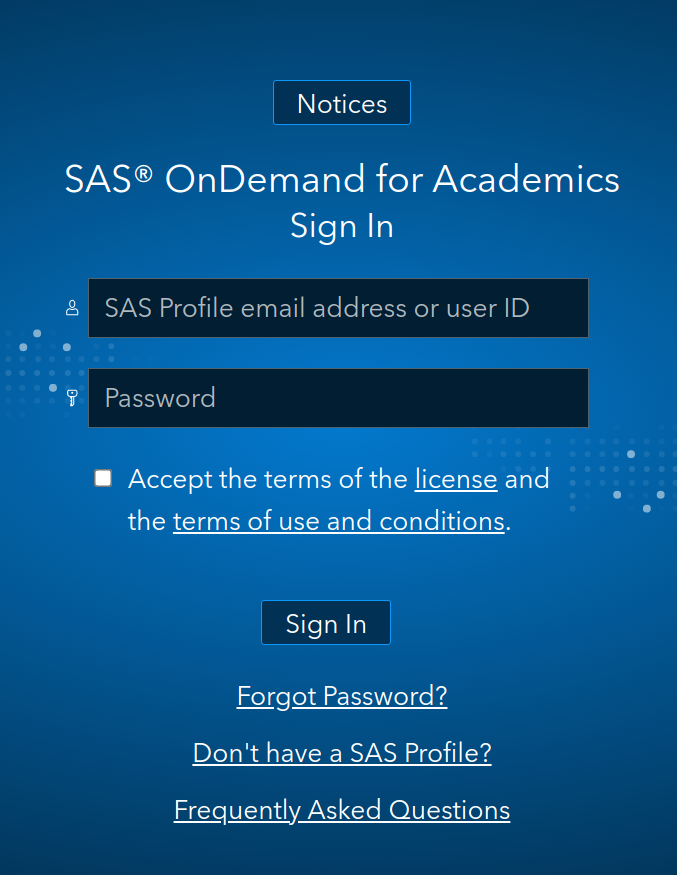 Notices
SAS® OnDemand for Academics
Sign In
SAS Profile email address or user ID
Password
Accept the terms of the license and
the terms of use and conditions.
Sign In
Forgot Password?
Don't have a SAS Profile?
Frequently Asked Questions